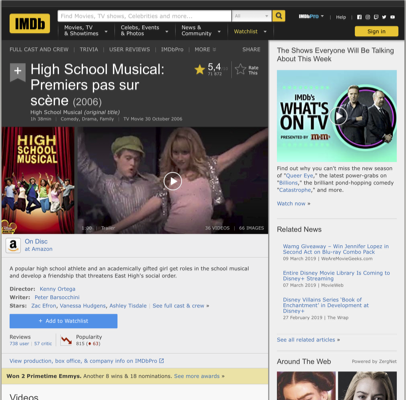 IMDb
Find Movies, TV shows, Celebrities and more...
All
IMDbPro
Help
Movies, TV
& Showtimes
Celebs, Events
& Photos
News &
Community
Watchlist
Sign in
FULL CAST AND CREW | TRIVIA | USER REVIEWS | IMDbPro | MORE
SHARE
High School Musical:
Premiers pas sur
scène (2006)
5,4
Rate
This
High School Musical (original title)
1h 38min | Comedy, Drama, Family | TV Movie 30 October 2006
HIGH
SCHOOL
MUSICAL
Trailer
VIDEOS | 66 IMAGES
On Disc
at Amazon
A popular high school athlete and an academically gifted girl get roles in the school musical
and develop a friendship that threatens East High's social order.
Director: Kenny Ortega
Writer: Peter Barsocchini
Stars: Zac Efron, Vanessa Hudgens, Ashley Tisdale | See full cast & crew »
+ Add to Watchlist
Reviews
738 user | 57 critic
Popularity
815
View production, box office, & company info on IMDbPro
Won 2 Primetime Emmys. Another 8 wins & 18 nominations. See more awards »
Videos
The Shows Everyone Will Be Talking
About This Week
IMDb's
WHAT'S
ON TV
PRESENTED BY
Find out why you can't miss the new season
of "Queer Eye," the latest power-grabs on
"Billions," the brilliant pond-hopping comedy
"Catastrophe," and more.
Watch now »
Related News
Wamg Giveaway – Win Jennifer Lopez in
Second Act on Blu-ray Combo Pack
09 March 2019 | WeAreMovieGeeks.com
Entire Disney Movie Library Is Coming to
Disney+ Streaming
07 March 2019 | MovieWeb
Disney Villains Series 'Book of
Enchantment' in Development at
Disney+
27 February 2019 | The Wrap
See all related articles »
Around The Web
Powered by ZergNet